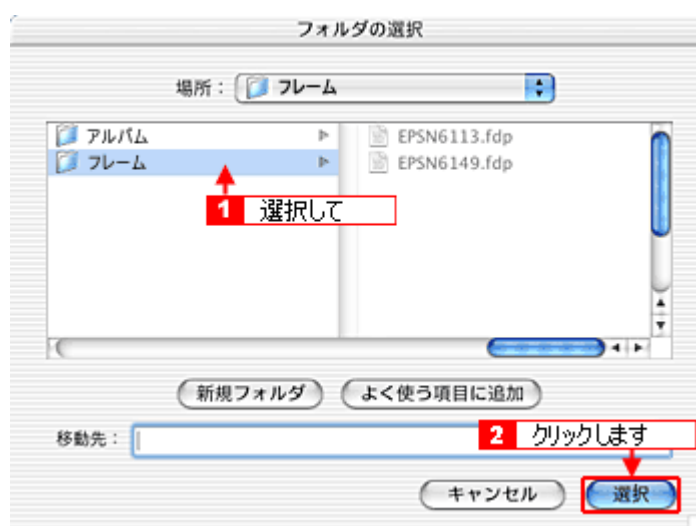 フォルダの選択
場所： フレーム
アルバム
フレーム
EPSN6113.fdp
EPSN6149.fdp
1 選択して
新規フォルダ
よく使う項目に追加
移動先：
2 クリックします
キャンセル
選択